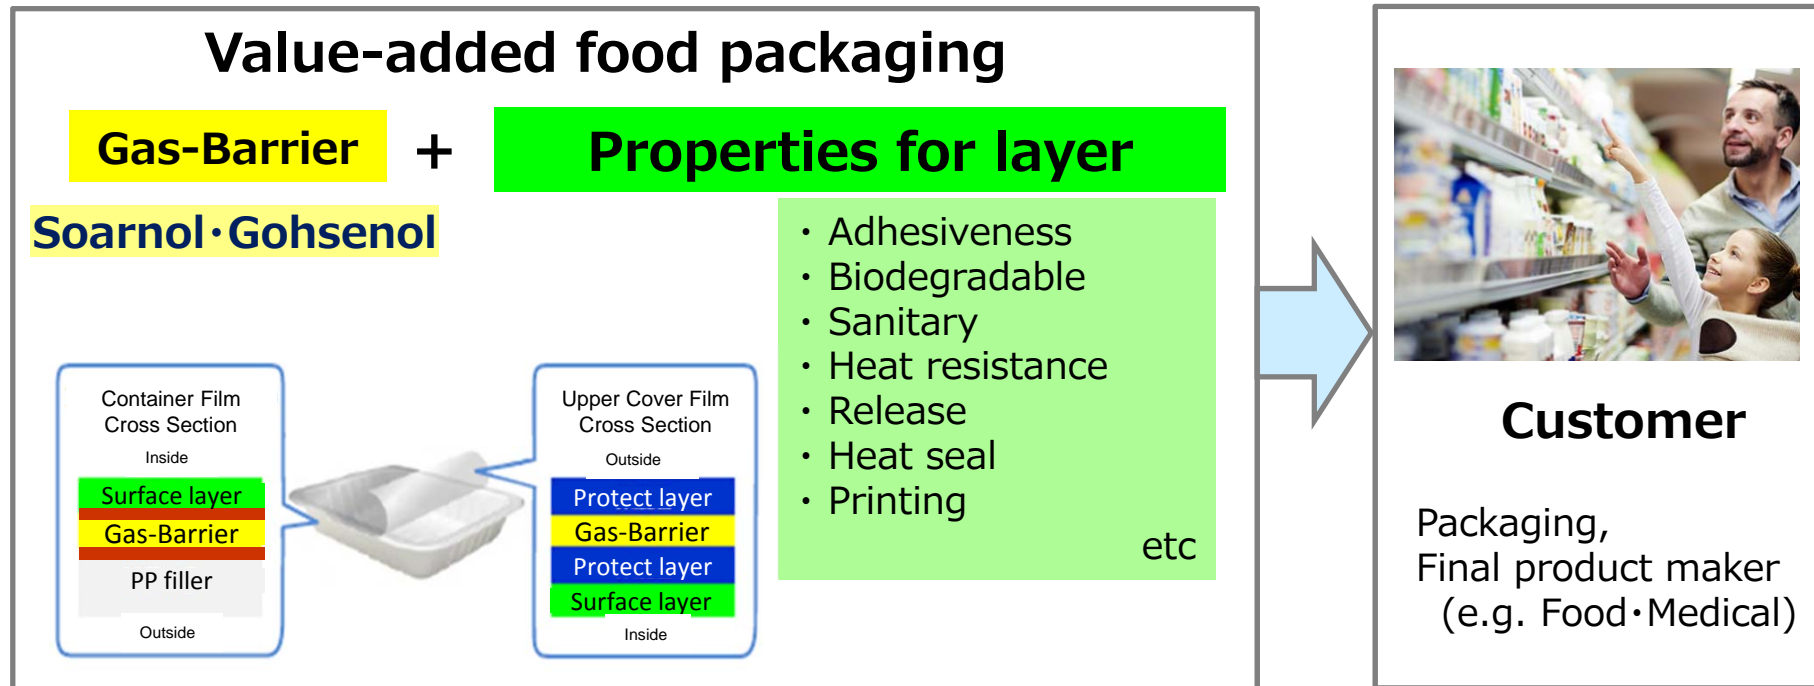 Value-added food packaging
Gas-Barrier + Properties for layer
Soarnol･Gohsenol
・ Adhesiveness
・ Biodegradable
・ Sanitary
・ Heat resistance
・ Release
・ Heat seal
・ Printing
etc
Container Film
Cross Section
Inside
Surface layer
Gas-Barrier
PP filler
Outside
Upper Cover Film
Cross Section
Outside
Protect layer
Gas-Barrier
Protect layer
Surface layer
Inside
Customer
Packaging,
Final product maker
(e.g. Food･Medical)